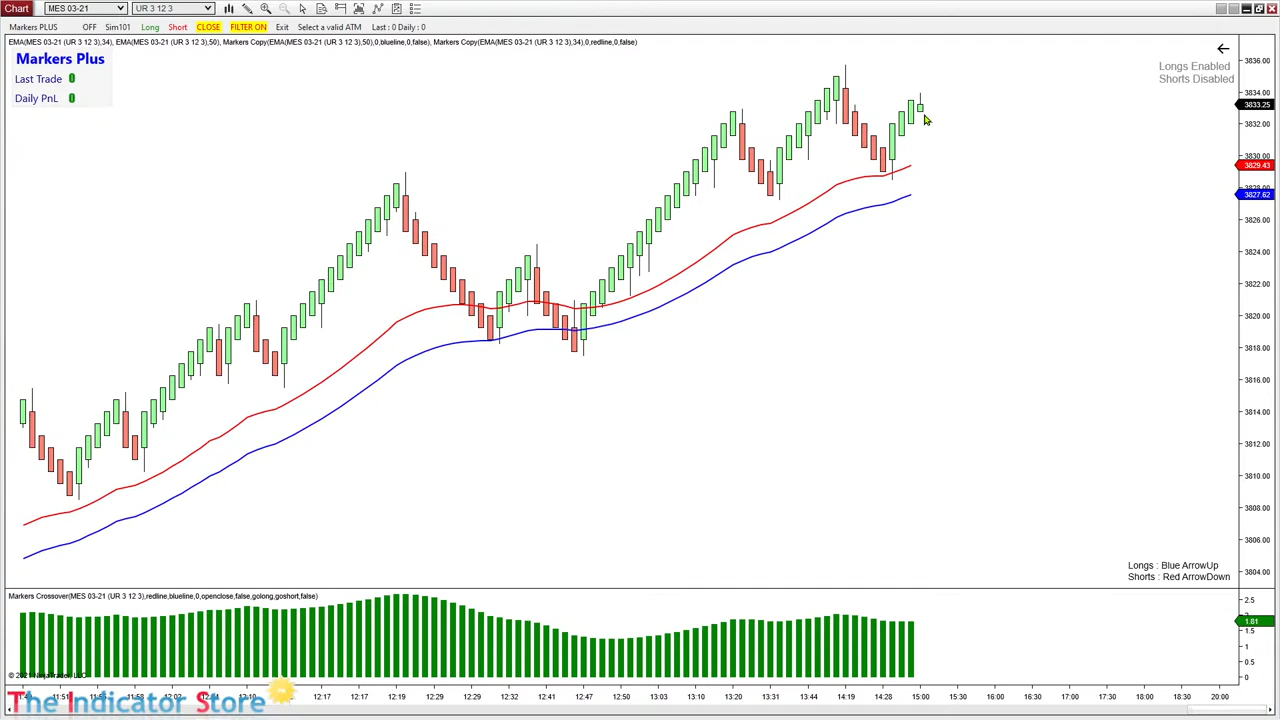 Chart MES 03-21 UR 3 12 3
Markers PLUS OFF Sim101 Long Short CLOSE FILTER ON Exit Select a valid ATM Last : 0 Daily : 0
EMA(MES 03-21 (UR 3 12 3),34), EMA(MES 03-21 (UR 3 12 3),50), Markers Copy(EMA(MES 03-21 (UR 3 12 3),50),0,blueline,0,false), Markers Copy(EMA(MES 03-21 (UR 3 12 3),34),0,redline,0,false)
Markers Plus
Last Trade 0
Daily PnL 0
Longs Enabled
Shorts Disabled
3836.00
3834.00
3833.25
3832.00
3830.00
3829.43
3828.00
3827.62
3826.00
3824.00
3822.00
3820.00
3818.00
3816.00
3814.00
3812.00
3810.00
3808.00
3806.00
3804.00
Longs : Blue ArrowUp
Shorts : Red ArrowDown
Markers Crossover(MES 03-21 (UR 3 12 3),redline,blueline,0,openclose,false,golong,goshort,false)
2.5
1.81
1.5
1
0.5
0
© 2021 NinjaTrader, LLC
12:10 12:17 12:19 12:29 12:32 12:47 12:50 13:03 13:20 13:31 13:44 14:19 14:28 15:00 15:30 16:00 16:30 17:00 18:00 18:30 19:00 20:00
The Indicator Store